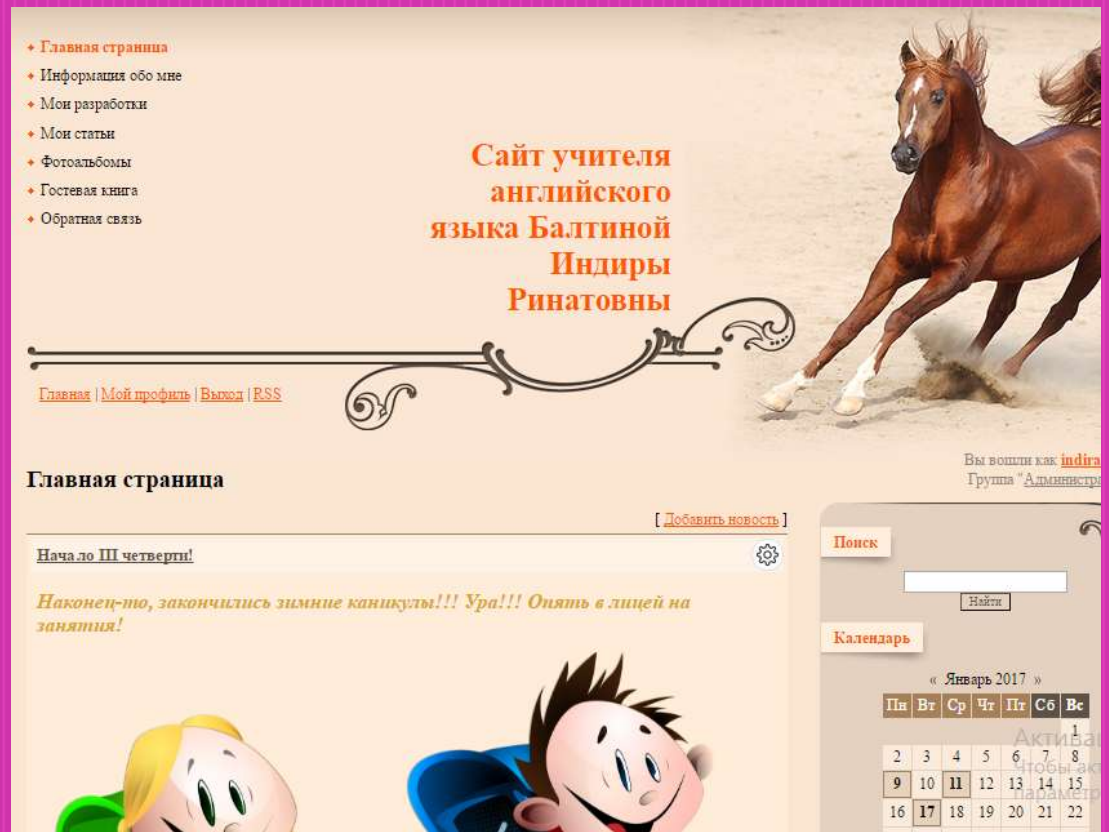 Главная страница
Информация обо мне
Мои разработки
Мои статьи
Фотоальбомы
Гостевая книга
Обратная связь
Сайт учителя
английского
языка Балтиной
Индиры
Ринатовны
Главная | Мой профиль | Выход | RSS
Вы вошли как indira
Группа "Администра
Главная страница
[ Добавить новость ]
Начало III четверти!
Наконец-то, закончились зимние каникулы!!! Ура!!! Опять в лицей на
занятия!
Поиск
Найти
Календарь
« Январь 2017 »
Пн Вт Ср Чт Пт Сб Вс
1
2 3 4 5 6 7 8
9 10 11 12 13 14 15
16 17 18 19 20 21 22